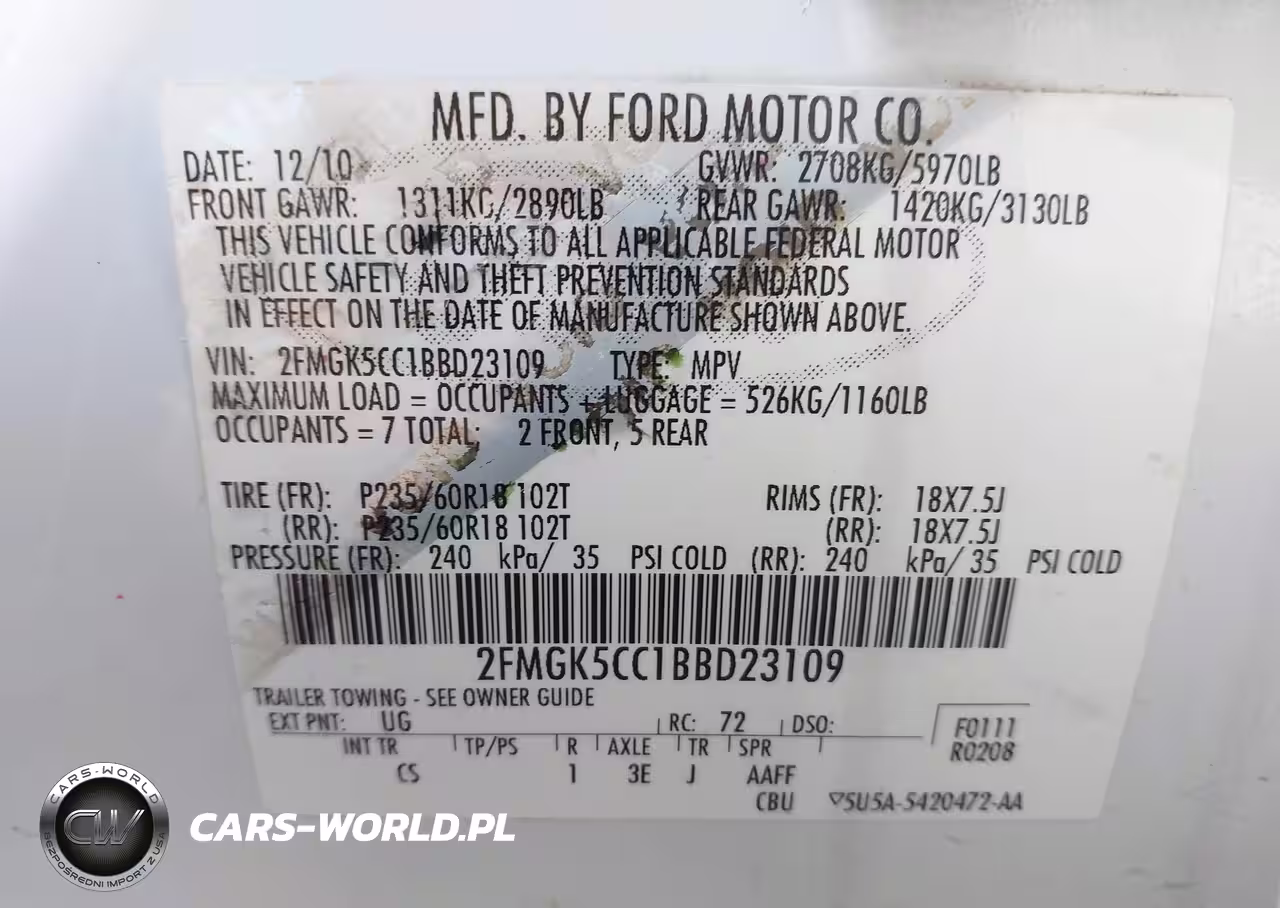 MFD. BY FORD MOTOR CO.
DATE: 12/10 GVWR: 2708KG/5970LB
FRONT GAWR: 1311KG/2890LB REAR GAWR: 1420KG/3130LB
THIS VEHICLE CONFORMS TO ALL APPLICABLE FEDERAL MOTOR
VEHICLE SAFETY AND THEFT PREVENTION STANDARDS
IN EFFECT ON THE DATE OF MANUFACTURE SHOWN ABOVE.
VIN: 2FMGK5CC1BBD23109 TYPE: MPV
MAXIMUM LOAD = OCCUPANTS + LUGGAGE = 526KG/1160LB
OCCUPANTS = 7 TOTAL: 2 FRONT, 5 REAR
TIRE (FR): P235/60R18 102T RIMS (FR): 18X7.5J
(RR): P235/60R18 102T (RR): 18X7.5J
PRESSURE (FR): 240 kPa/ 35 PSI COLD (RR): 240 kPa/ 35 PSI COLD
2FMGK5CC1BBD23109
TRAILER TOWING - SEE OWNER GUIDE
EXT PNT: UG RC: 72 DSO: F0111
R0208
INT TR TP/PS R AXLE TR SPR
CS 1 3E J AAFF
CBU ▽5U5A-5420472-AA
CARS-WORLD
CW
BEZPOŚREDNI IMPORT Z USA
CARS-WORLD.PL